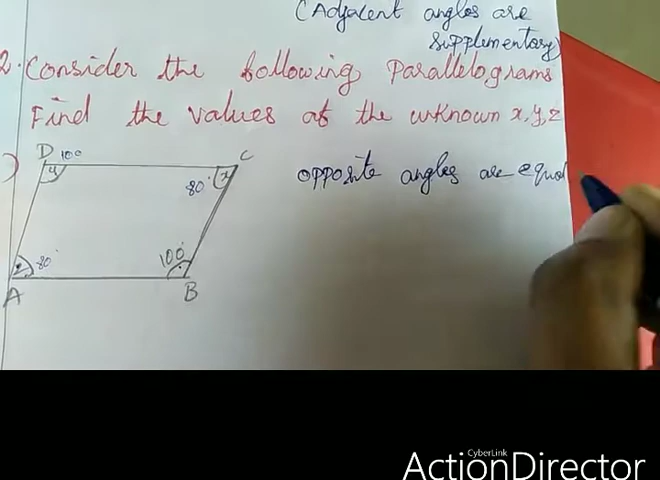 (Adjacent angles are
Supplementary)
2. Consider the following Parallelograms
Find the values of the unknown x, y, z
D 100° C
y 80° x
opposite angles are equal
z 80° 100°
A B
CyberLink
ActionDirector